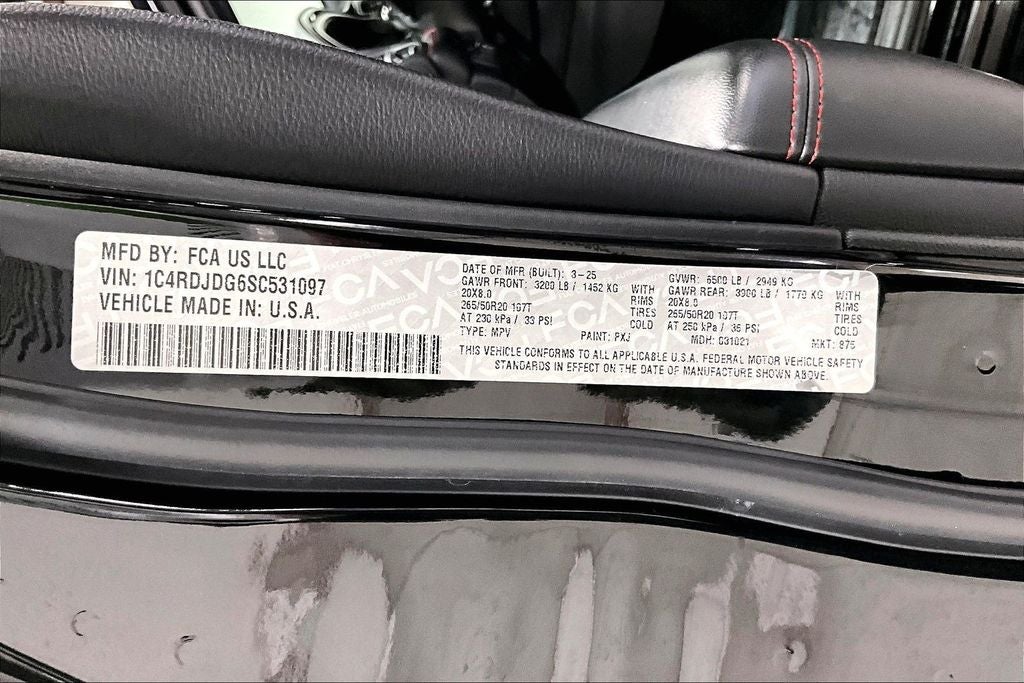 MFD BY: FCA US LLC
VIN: 1C4RDJDG6SC531097
VEHICLE MADE IN: U.S.A.
DATE OF MFR (BUILT): 3-25
GAWR FRONT: 3200 LB / 1452 KG WITH
20X8.0 RIMS
265/50R20 107T TIRES
AT 230 kPa / 33 PSI COLD
TYPE: MPV PAINT: PXJ
GVWR: 6500 LB / 2949 KG
GAWR REAR: 3900 LB / 1770 KG WITH
20X8.0 RIMS
265/50R20 107T TIRES
AT 250 kPa / 36 PSI COLD
MDH: 031021 MKT: 875
THIS VEHICLE CONFORMS TO ALL APPLICABLE U.S.A. FEDERAL MOTOR VEHICLE SAFETY
STANDARDS IN EFFECT ON THE DATE OF MANUFACTURE SHOWN ABOVE.